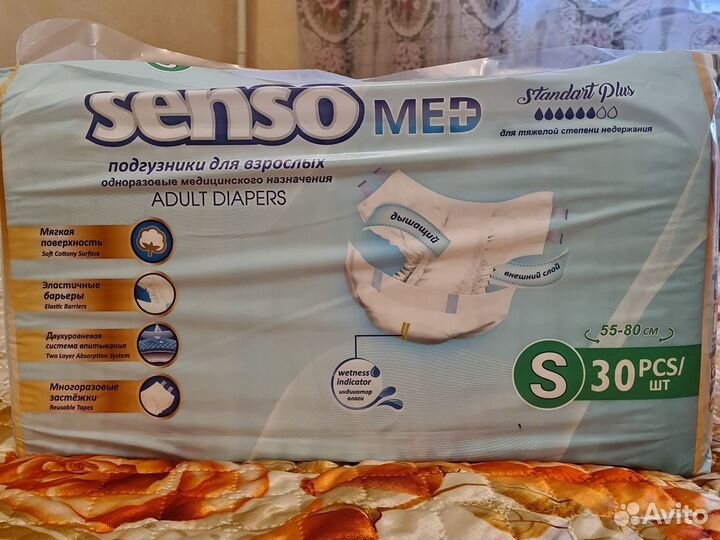 senso MED
Standart Plus
для тяжелой степени недержания
подгузники для взрослых
одноразовые медицинского назначения
ADULT DIAPERS
Мягкая
поверхность
Soft Cottony Surface
Эластичные
барьеры
Elastic Barriers
Двухуровневая
система впитывания
Two Layer Absorption System
Многоразовые
застёжки
Reusable Tapes
дышащий
внешний слой
wetness
indicator
индикатор
влаги
55-80 см
S
30 PCS/
ШТ
Avito